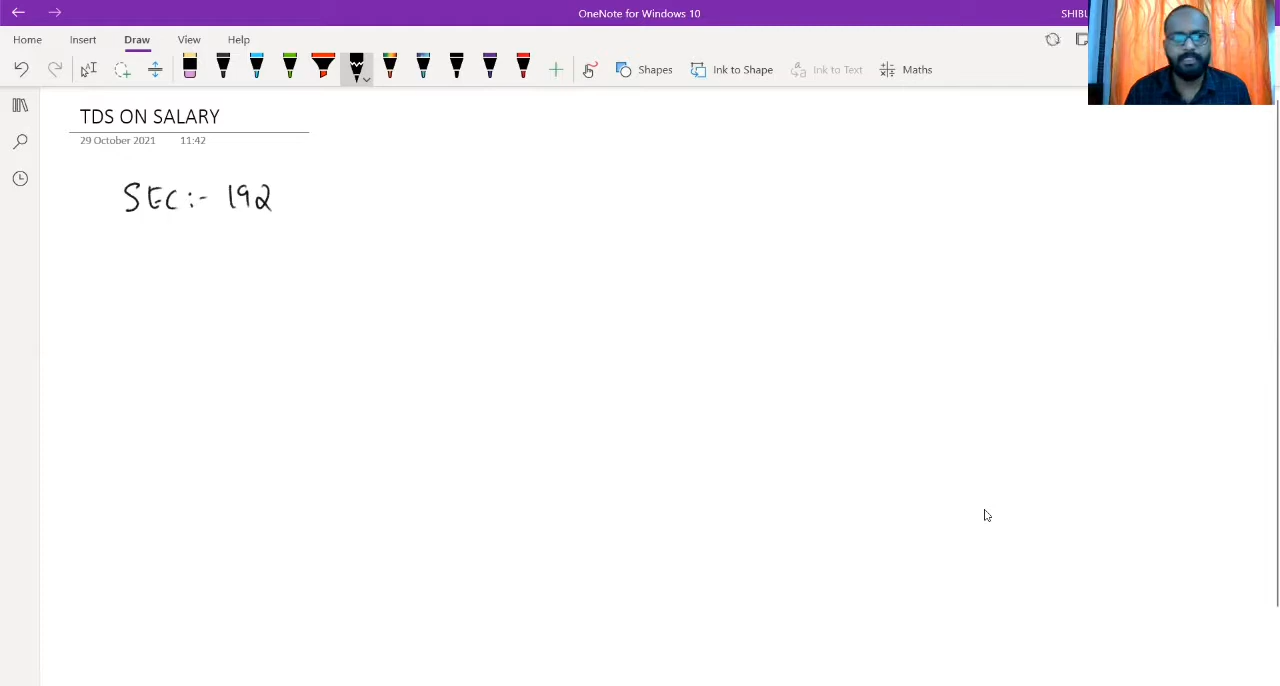 OneNote for Windows 10
SHIBU
Home Insert Draw View Help
Shapes Ink to Shape Ink to Text Maths
TDS ON SALARY
29 October 2021 11:42
SEC :- 192